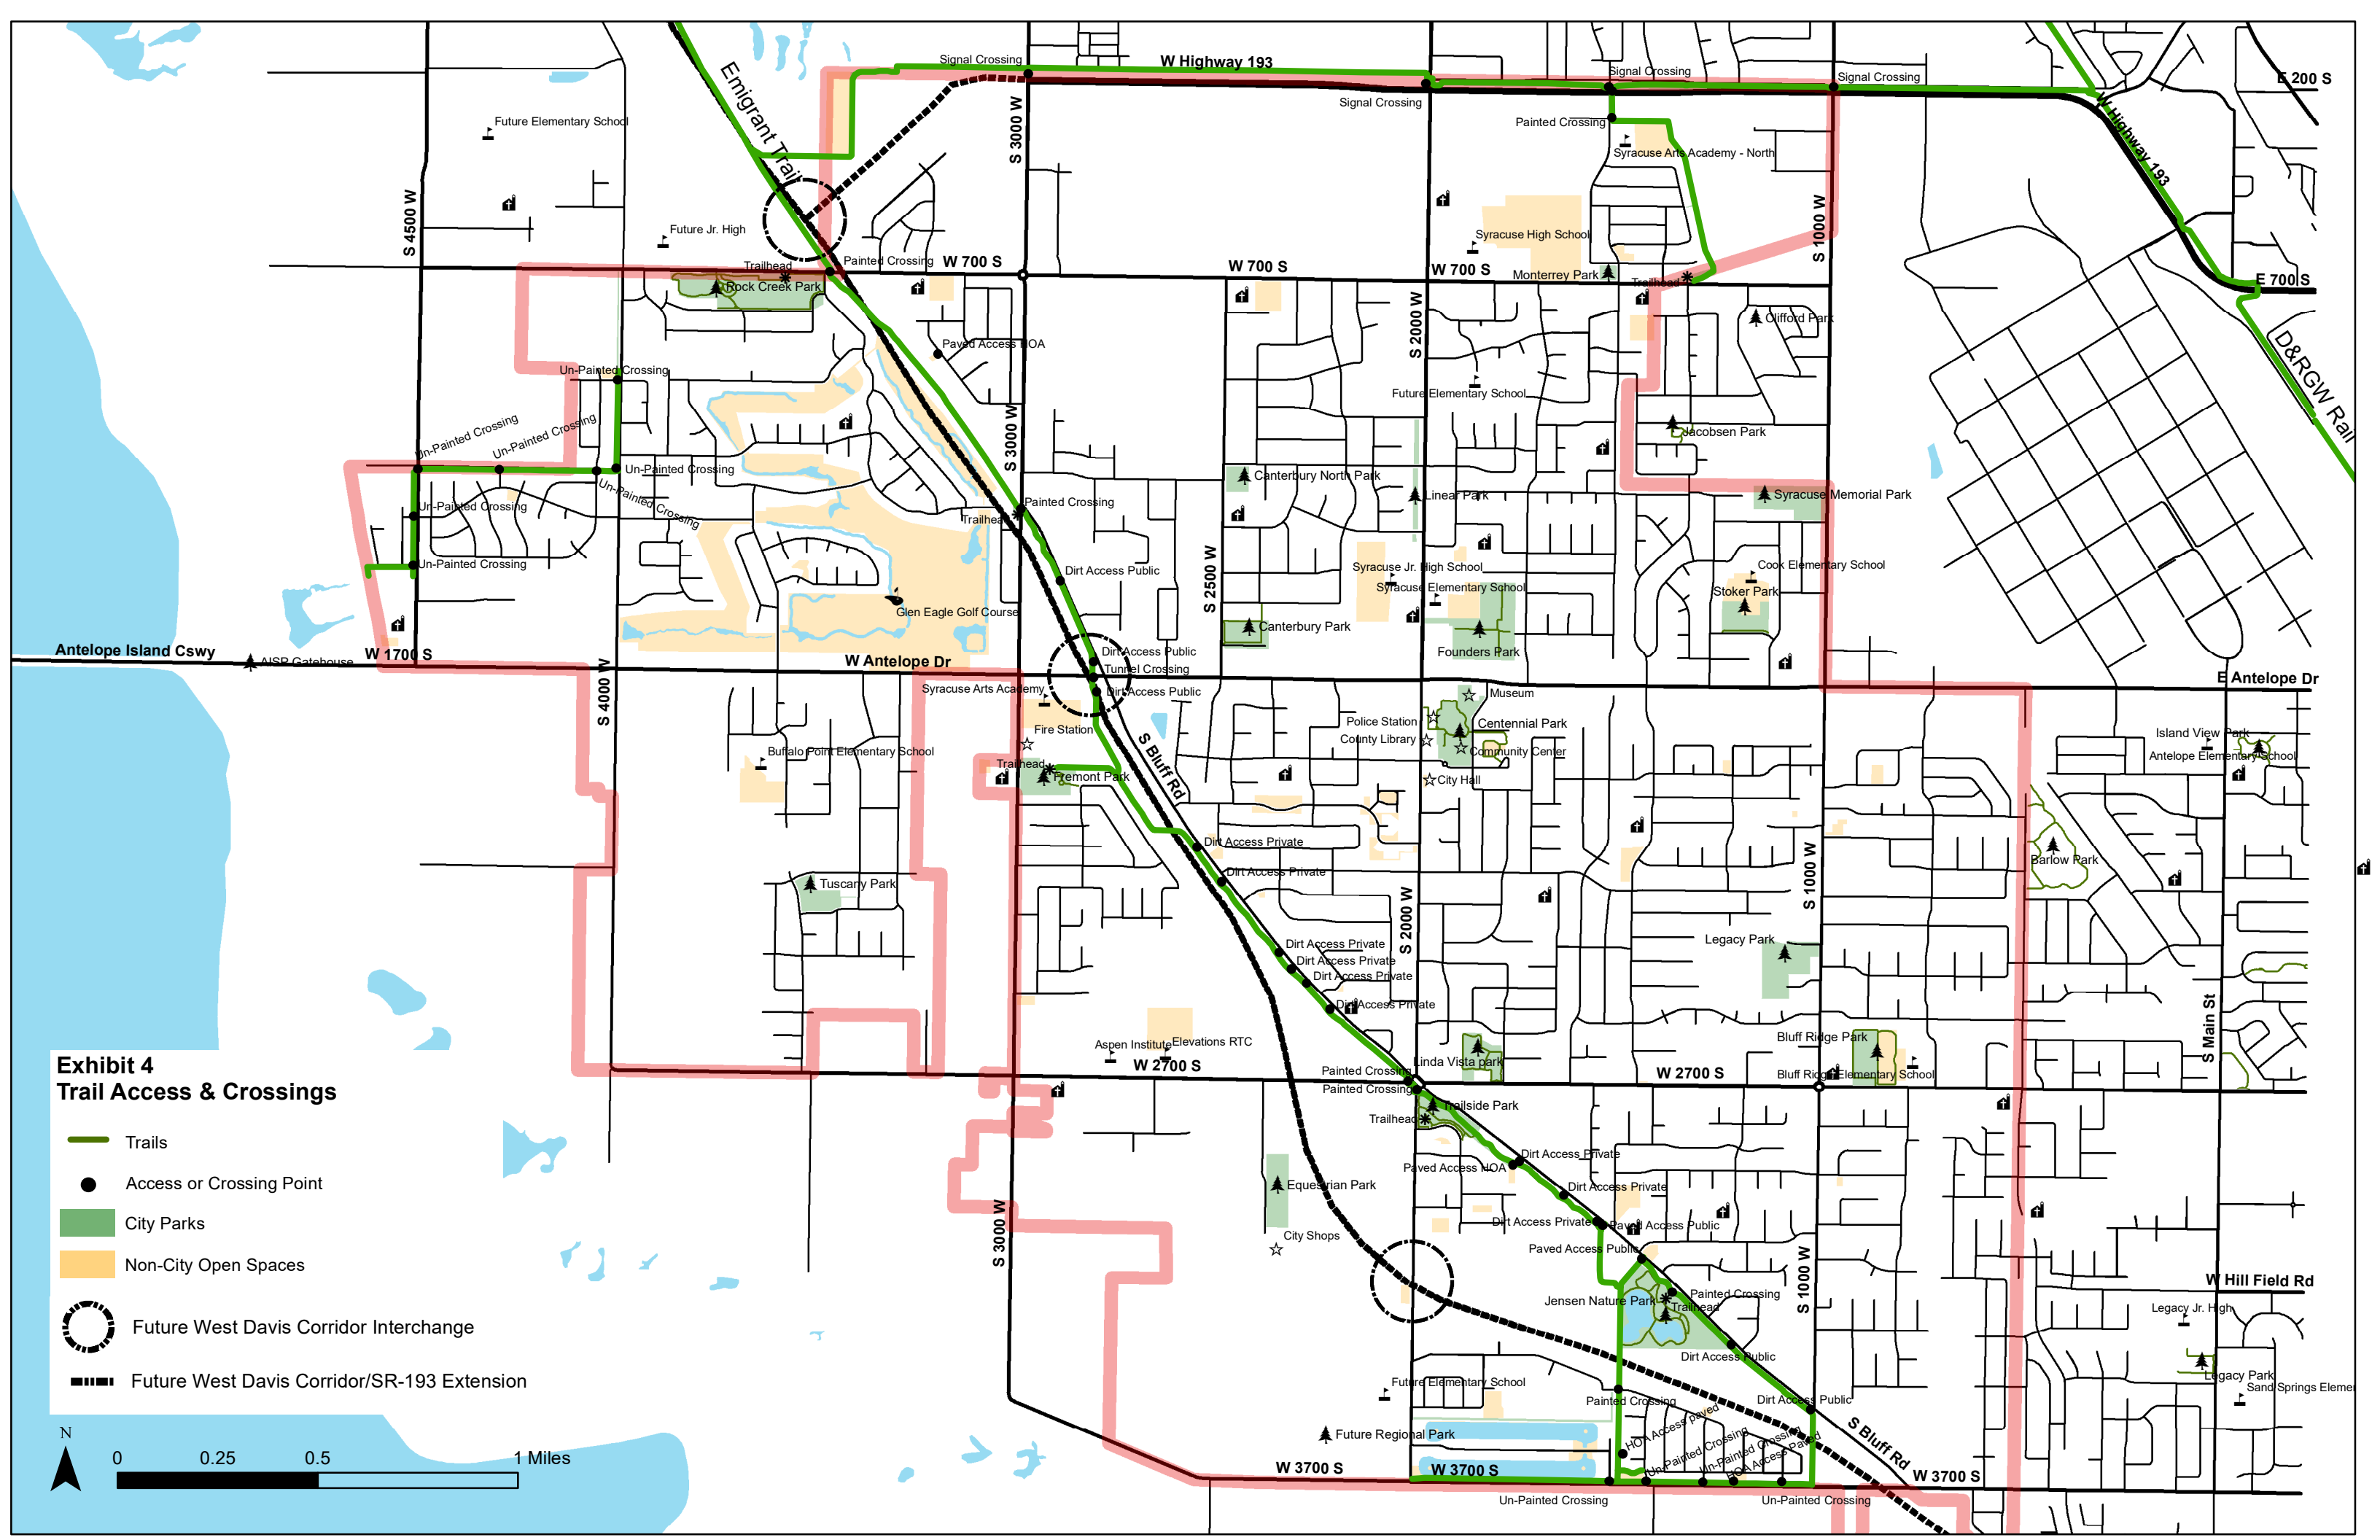 Signal Crossing
W Highway 193
Signal Crossing
Signal Crossing
E 200 S
Emigrant Trail
Signal Crossing
W Highway 193
S 3000 W
Future Elementary School
Painted Crossing
Syracuse Arts Academy - North
S 4500 W
S 1000 W
Future Jr. High
Syracuse High School
Trailhead
Painted Crossing
W 700 S
W 700 S
W 700 S
Monterrey Park
Trailhead
E 700 S
Rock Creek Park
S 2000 W
Clifford Park
D&RGW Rail
Paved Access HOA
Un-Painted Crossing
Future Elementary School
Un-Painted Crossing
Un-Painted Crossing
S 3000 W
Jacobsen Park
Un-Painted Crossing
Canterbury North Park
Un-Painted Crossing
Linear Park
Syracuse Memorial Park
Un-Painted Crossing
Painted Crossing
Trailhead
Un-Painted Crossing
Dirt Access Public
S 2500 W
Syracuse Jr. High School
Cook Elementary School
Syracuse Elementary School
Stoker Park
Glen Eagle Golf Course
Canterbury Park
Founders Park
Antelope Island Cswy
AISP Gatehouse
W 1700 S
W Antelope Dr
Dirt Access Public
Tunnel Crossing
Dirt Access Public
E Antelope Dr
S 4000 W
Syracuse Arts Academy
Museum
Police Station
Centennial Park
Fire Station
County Library
Community Center
Island View Park
Antelope Elementary School
Buffalo Point Elementary School
S Bluff Rd
Trailhead
Fremont Park
City Hall
Dirt Access Private
Barlow Park
Dirt Access Private
Tuscany Park
S 1000 W
S 2000 W
Legacy Park
Dirt Access Private
Dirt Access Private
Dirt Access Private
Dirt Access Private
S Main St
Aspen Institute
Elevations RTC
W 2700 S
Linda Vista park
Bluff Ridge Park
Painted Crossing
W 2700 S
Bluff Ridge Elementary School
Painted Crossing
Trailside Park
Trailhead
Dirt Access Private
Paved Access HOA
Equestrian Park
Dirt Access Private
S 3000 W
Dirt Access Private
Paved Access Public
City Shops
Paved Access Public
S 1000 W
W Hill Field Rd
Jensen Nature Park
Painted Crossing
Trailhead
Legacy Jr. High
Dirt Access Public
Legacy Park
Future Elementary School
Sand Springs Elemen
Painted Crossing
Dirt Access Public
HOA Access paved
Future Regional Park
Un-Painted Crossing
Un-Painted Crossing
HOA Access Paved
S Bluff Rd
W 3700 S
W 3700 S
W 3700 S
Un-Painted Crossing
Un-Painted Crossing
Exhibit 4
Trail Access & Crossings
Trails
Access or Crossing Point
City Parks
Non-City Open Spaces
Future West Davis Corridor Interchange
Future West Davis Corridor/SR-193 Extension
N
0 0.25 0.5 1 Miles